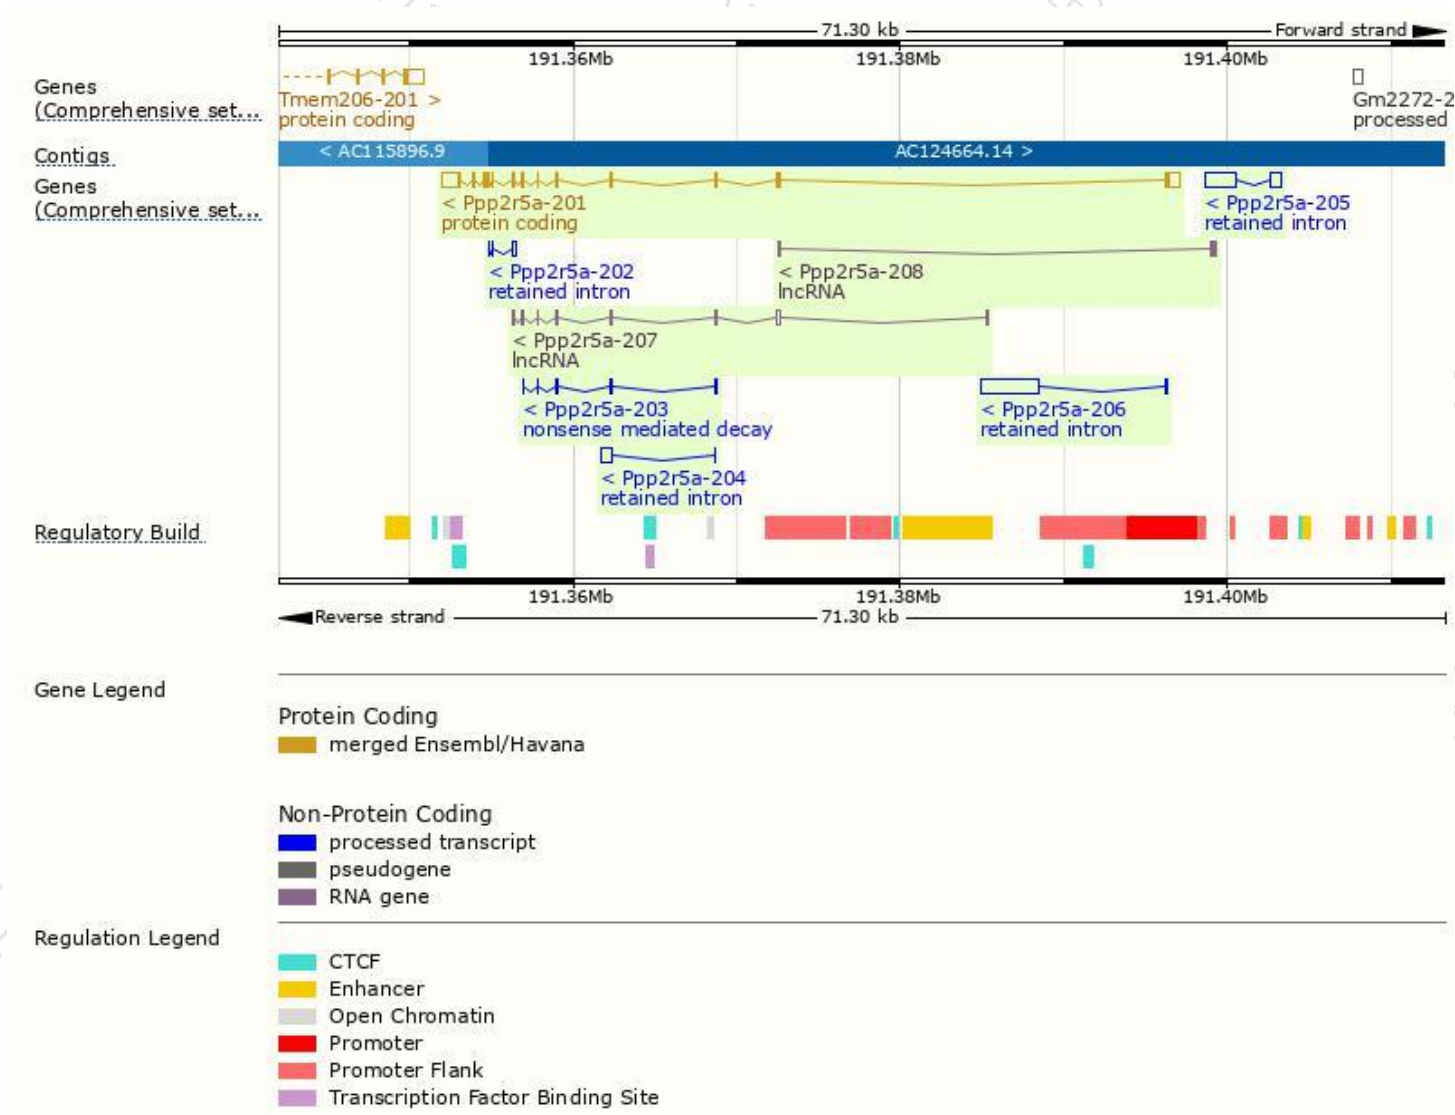 71.30 kb Forward strand
191.36Mb 191.38Mb 191.40Mb
Genes
(Comprehensive set...
Tmem206-201 >
protein coding
Gm2272-2
processed
Contigs
< AC115896.9 AC124664.14 >
Genes
(Comprehensive set...
< Ppp2r5a-201
protein coding
< Ppp2r5a-205
retained intron
< Ppp2r5a-202
retained intron
< Ppp2r5a-208
lncRNA
< Ppp2r5a-207
lncRNA
< Ppp2r5a-203
nonsense mediated decay
< Ppp2r5a-206
retained intron
< Ppp2r5a-204
retained intron
Regulatory Build
191.36Mb 191.38Mb 191.40Mb
Reverse strand 71.30 kb
Gene Legend
Protein Coding
merged Ensembl/Havana
Non-Protein Coding
processed transcript
pseudogene
RNA gene
Regulation Legend
CTCF
Enhancer
Open Chromatin
Promoter
Promoter Flank
Transcription Factor Binding Site